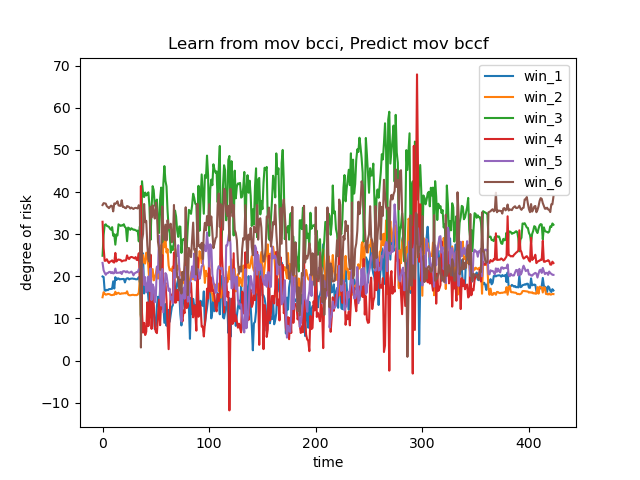 Learn from mov bcci, Predict mov bccf
degree of risk
70
60
50
40
30
20
10
0
−10
0 100 200 300 400
time
win_1
win_2
win_3
win_4
win_5
win_6